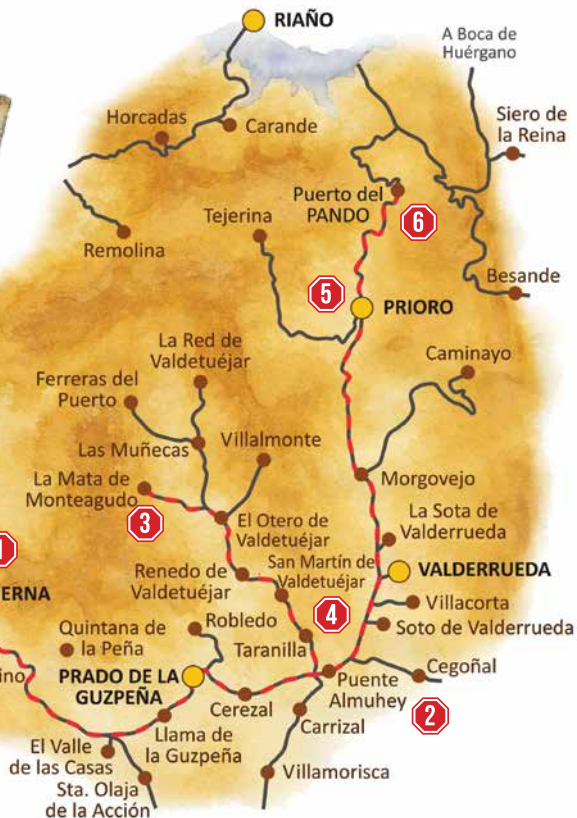 RIAÑO
A Boca de
Huérgano
Horcadas
Carande
Siero de
la Reina
Puerto del
PANDO
Tejerina
6
Remolina
Besande
5
PRIORO
La Red de
Valdetuéjar
Caminayo
Ferreras del
Puerto
Las Muñecas
Villalmonte
La Mata de
Monteagudo
Morgovejo
3
El Otero de
Valdetuéjar
La Sota de
Valderrueda
1
San Martín de
Valdetuéjar
VALDERRUEDA
Renedo de
Valdetuéjar
ERNA
4
Villacorta
Robledo
Quintana de
la Peña
Soto de Valderrueda
Taranilla
ino
PRADO DE LA
GUZPEÑA
Cegoñal
Puente
Almuhey
2
Cerezal
Carrizal
Llama de
la Guzpeña
El Valle
de las Casas
Villamorisca
Sta. Olaja
de la Acción